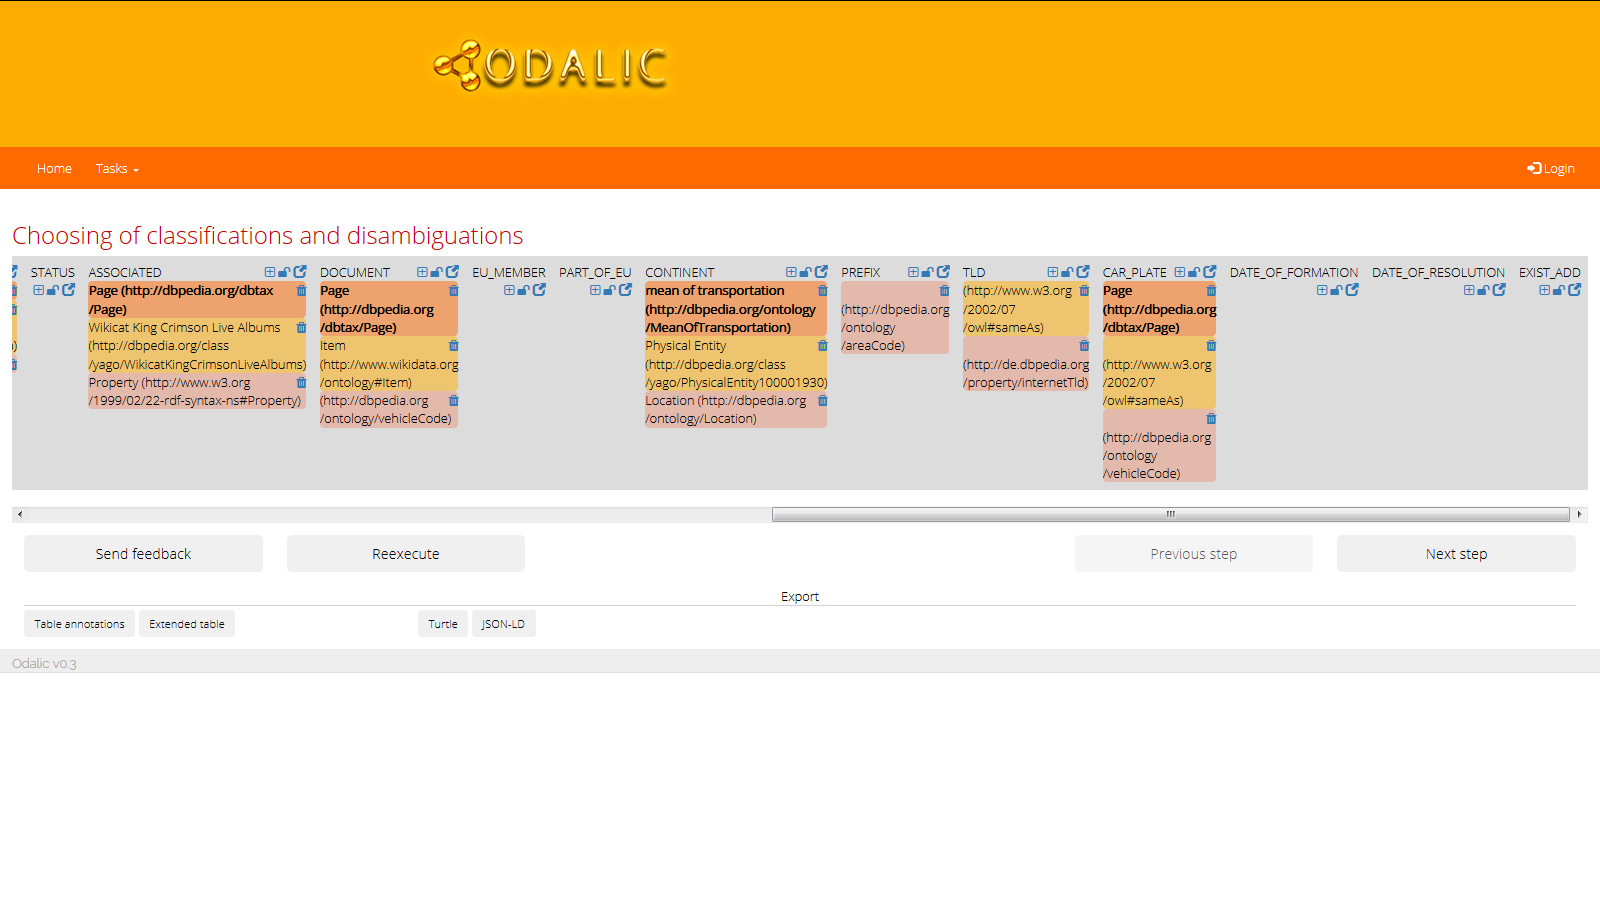 ODALIC
Home Tasks Login
Choosing of classifications and disambiguations
STATUS ASSOCIATED DOCUMENT EU_MEMBER PART_OF_EU CONTINENT PREFIX TLD CAR_PLATE DATE_OF_FORMATION DATE_OF_RESOLUTION EXIST_ADD
Page (http://dbpedia.org/dbtax
/Page)
Wikicat King Crimson Live Albums
(http://dbpedia.org/class
/yago/WikicatKingCrimsonLiveAlbums)
Property (http://www.w3.org
/1999/02/22-rdf-syntax-ns#Property)
Page
(http://dbpedia.org
/dbtax/Page)
Item
(http://www.wikidata.org
/ontology#Item)
(http://dbpedia.org
/ontology/vehicleCode)
mean of transportation
(http://dbpedia.org/ontology
/MeanOfTransportation)
Physical Entity
(http://dbpedia.org/class
/yago/PhysicalEntity100001930)
Location (http://dbpedia.org
/ontology/Location)
(http://dbpedia.org
/ontology
/areaCode)
(http://www.w3.org
/2002/07
/owl#sameAs)
(http://de.dbpedia.org
/property/internetTld)
Page
(http://dbpedia.org
/dbtax/Page)
(http://www.w3.org
/2002/07
/owl#sameAs)
(http://dbpedia.org
/ontology
/vehicleCode)
Send feedback Reexecute Previous step Next step
Export
Table annotations Extended table Turtle JSON-LD
Odalic v0.3